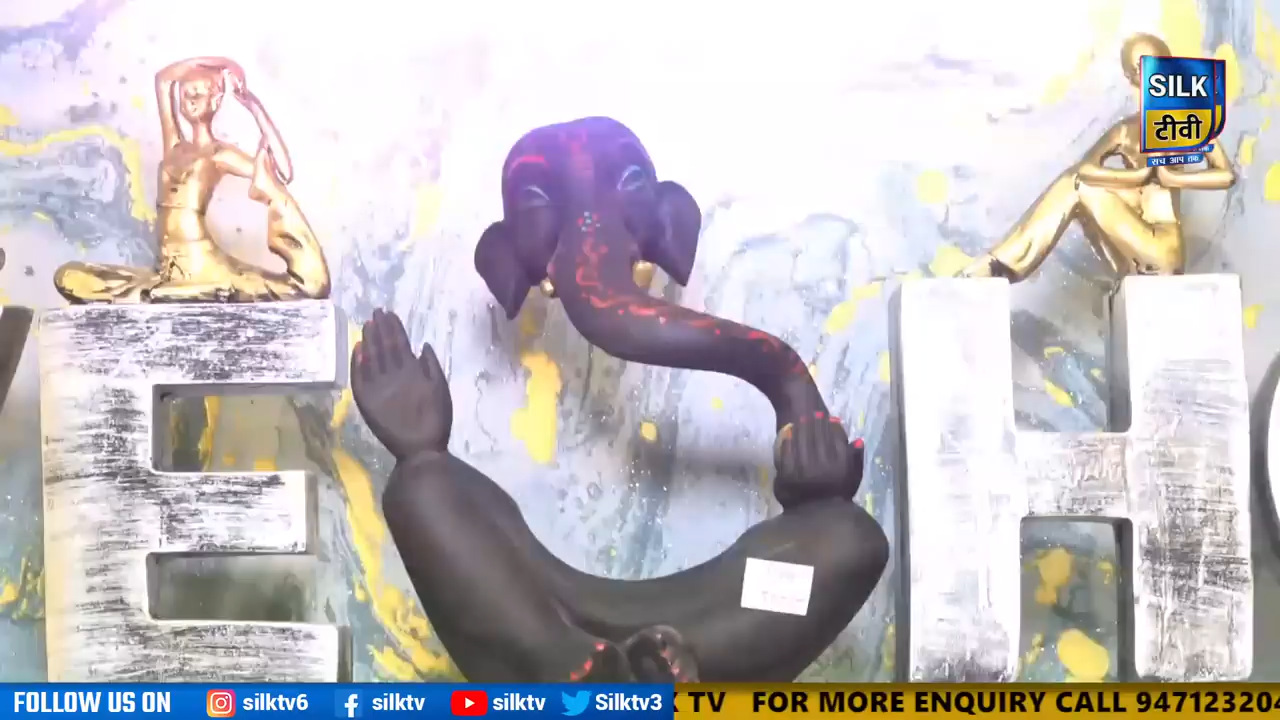 SILK
टीवी
सच आप तक
E H
FOLLOW US ON silktv6 silktv silktv Silktv3 K TV FOR MORE ENQUIRY CALL 947123204